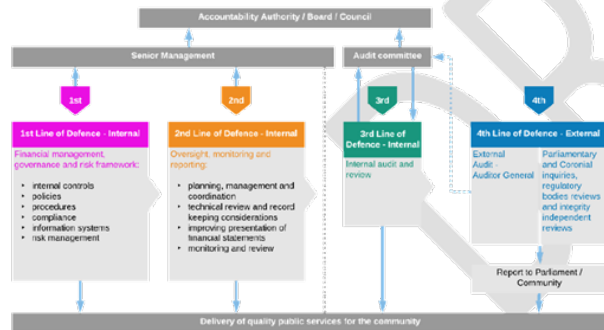 Accountability Authority / Board / Council
Senior Management
Audit committee
1st
2nd
3rd
4th
1st Line of Defence - Internal
Financial management,
governance and risk framework:
• internal controls
• policies
• procedures
• compliance
• information systems
• risk management
2nd Line of Defence - Internal
Oversight, monitoring and
reporting:
• planning, management and
coordination
• technical review and record
keeping considerations
• improving presentation of
financial statements
• monitoring and review
3rd Line of
Defence - Internal
Internal audit and
review
4th Line of Defence - External
External
Audit -
Auditor General
Parliamentary
and Coronial
inquiries,
regulatory
bodies reviews
and integrity
independent
reviews
Report to Parliament /
Community
Delivery of quality public services for the community